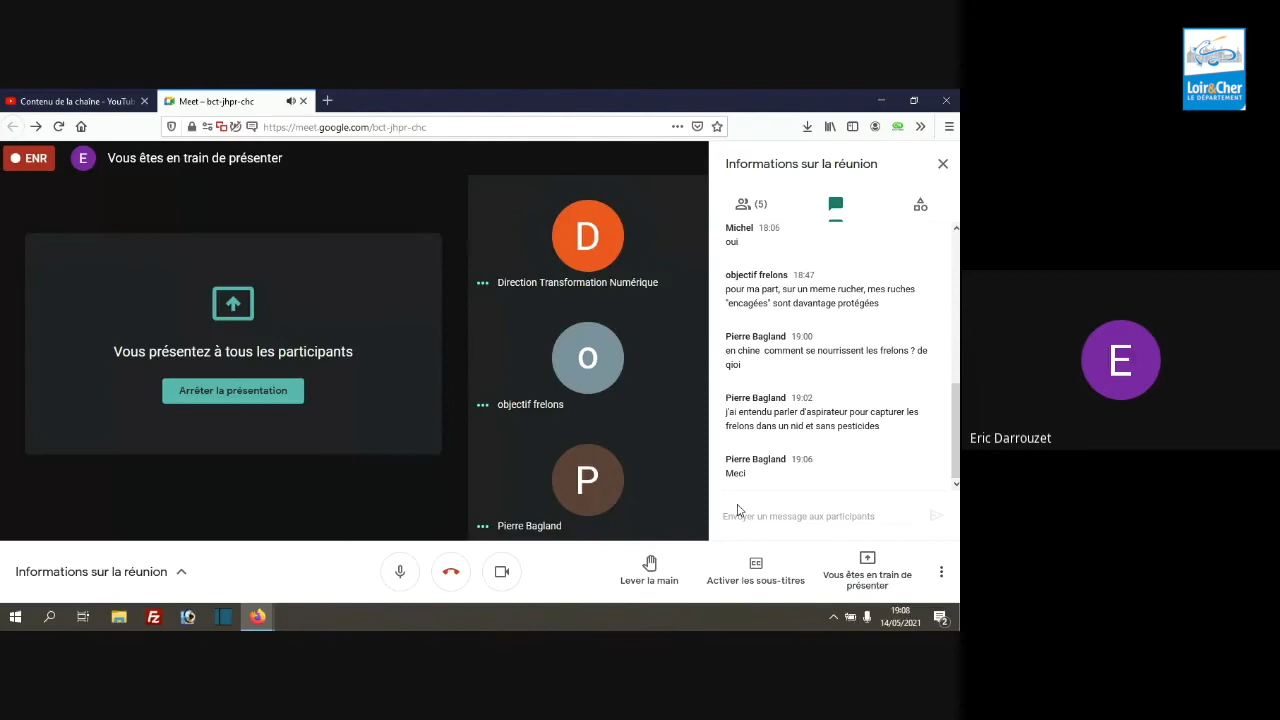 Loir&Cher
LE DÉPARTEMENT
Contenu de la chaîne - YouTub
Meet – bct-jhpr-chc
https://meet.google.com/bct-jhpr-chc
ENR
E
Vous êtes en train de présenter
Vous présentez à tous les participants
Arrêter la présentation
D
Direction Transformation Numérique
o
objectif frelons
P
Pierre Bagland
Informations sur la réunion
(5)
Michel 18:06
oui
objectif frelons 18:47
pour ma part, sur un meme rucher, mes ruches
"encagées" sont davantage protégées
Pierre Bagland 19:00
en chine comment se nourrissent les frelons ? de
qioi
Pierre Bagland 19:02
j'ai entendu parler d'aspirateur pour capturer les
frelons dans un nid et sans pesticides
Pierre Bagland 19:06
Meci
Envoyer un message aux participants
E
Eric Darrouzet
Informations sur la réunion
Lever la main
CC
Activer les sous-titres
Vous êtes en train de
présenter
Fz
19:08
14/05/2021
2